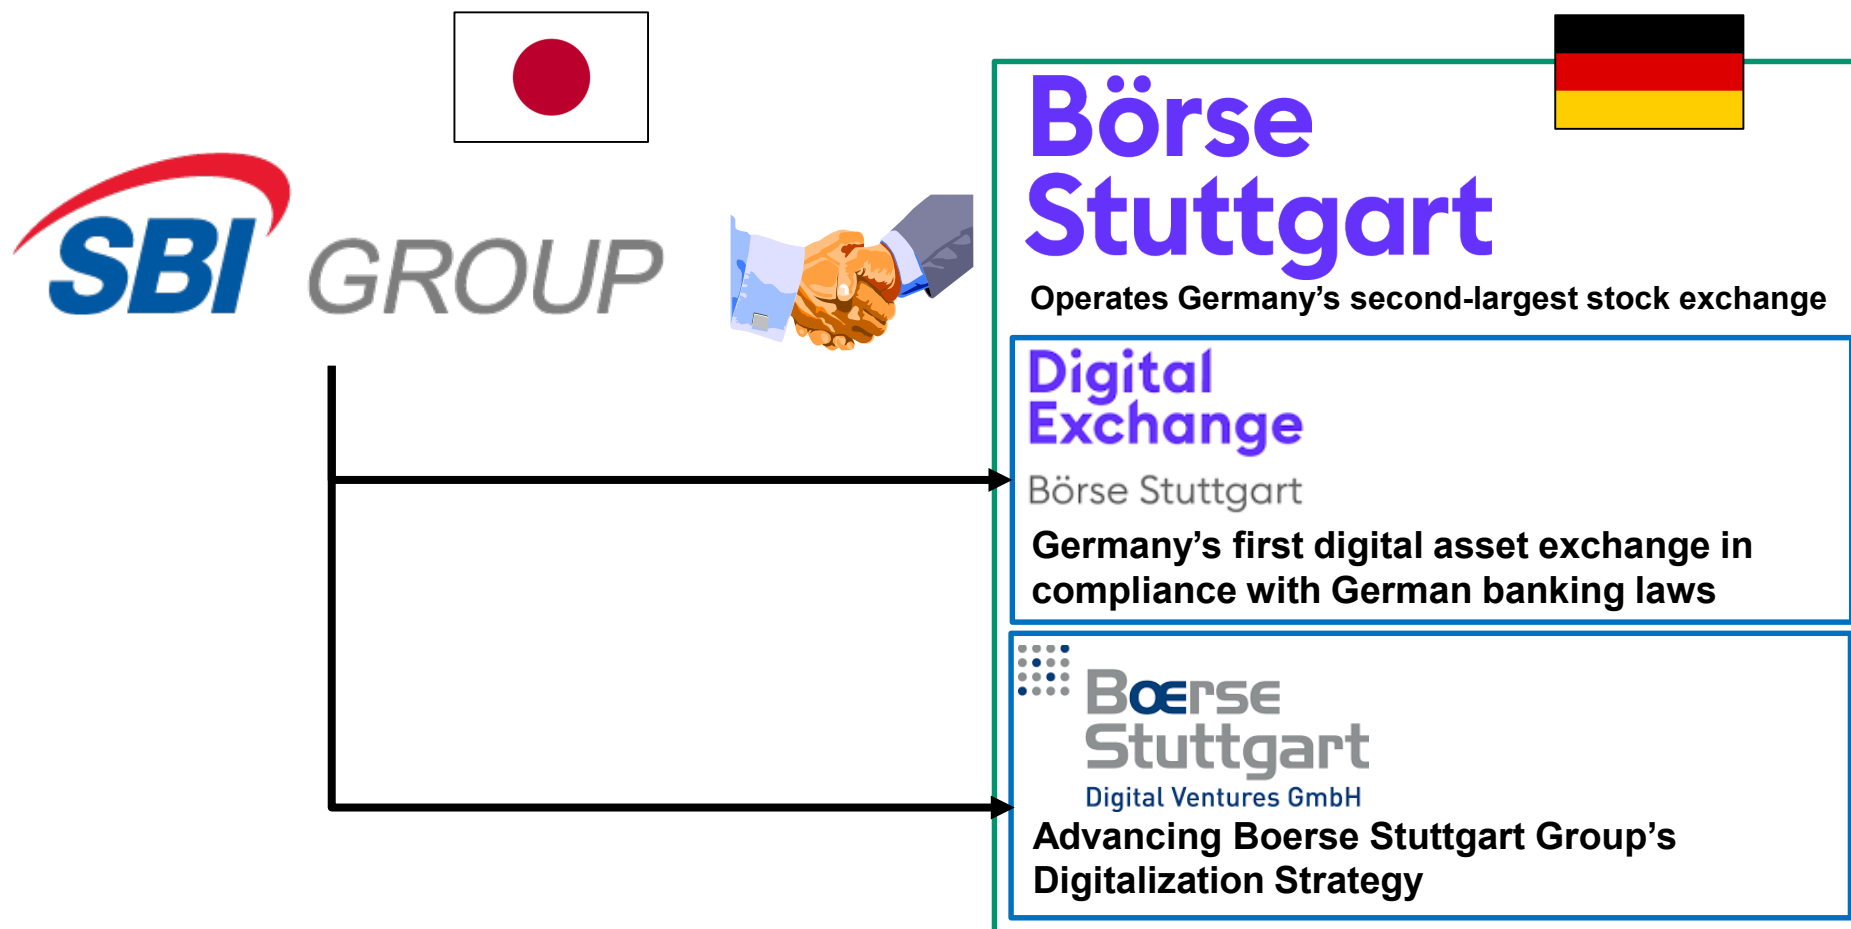 SBI GROUP
Börse
Stuttgart
Operates Germany’s second-largest stock exchange
Digital
Exchange
Börse Stuttgart
Germany’s first digital asset exchange in
compliance with German banking laws
Bœrse
Stuttgart
Digital Ventures GmbH
Advancing Boerse Stuttgart Group’s
Digitalization Strategy